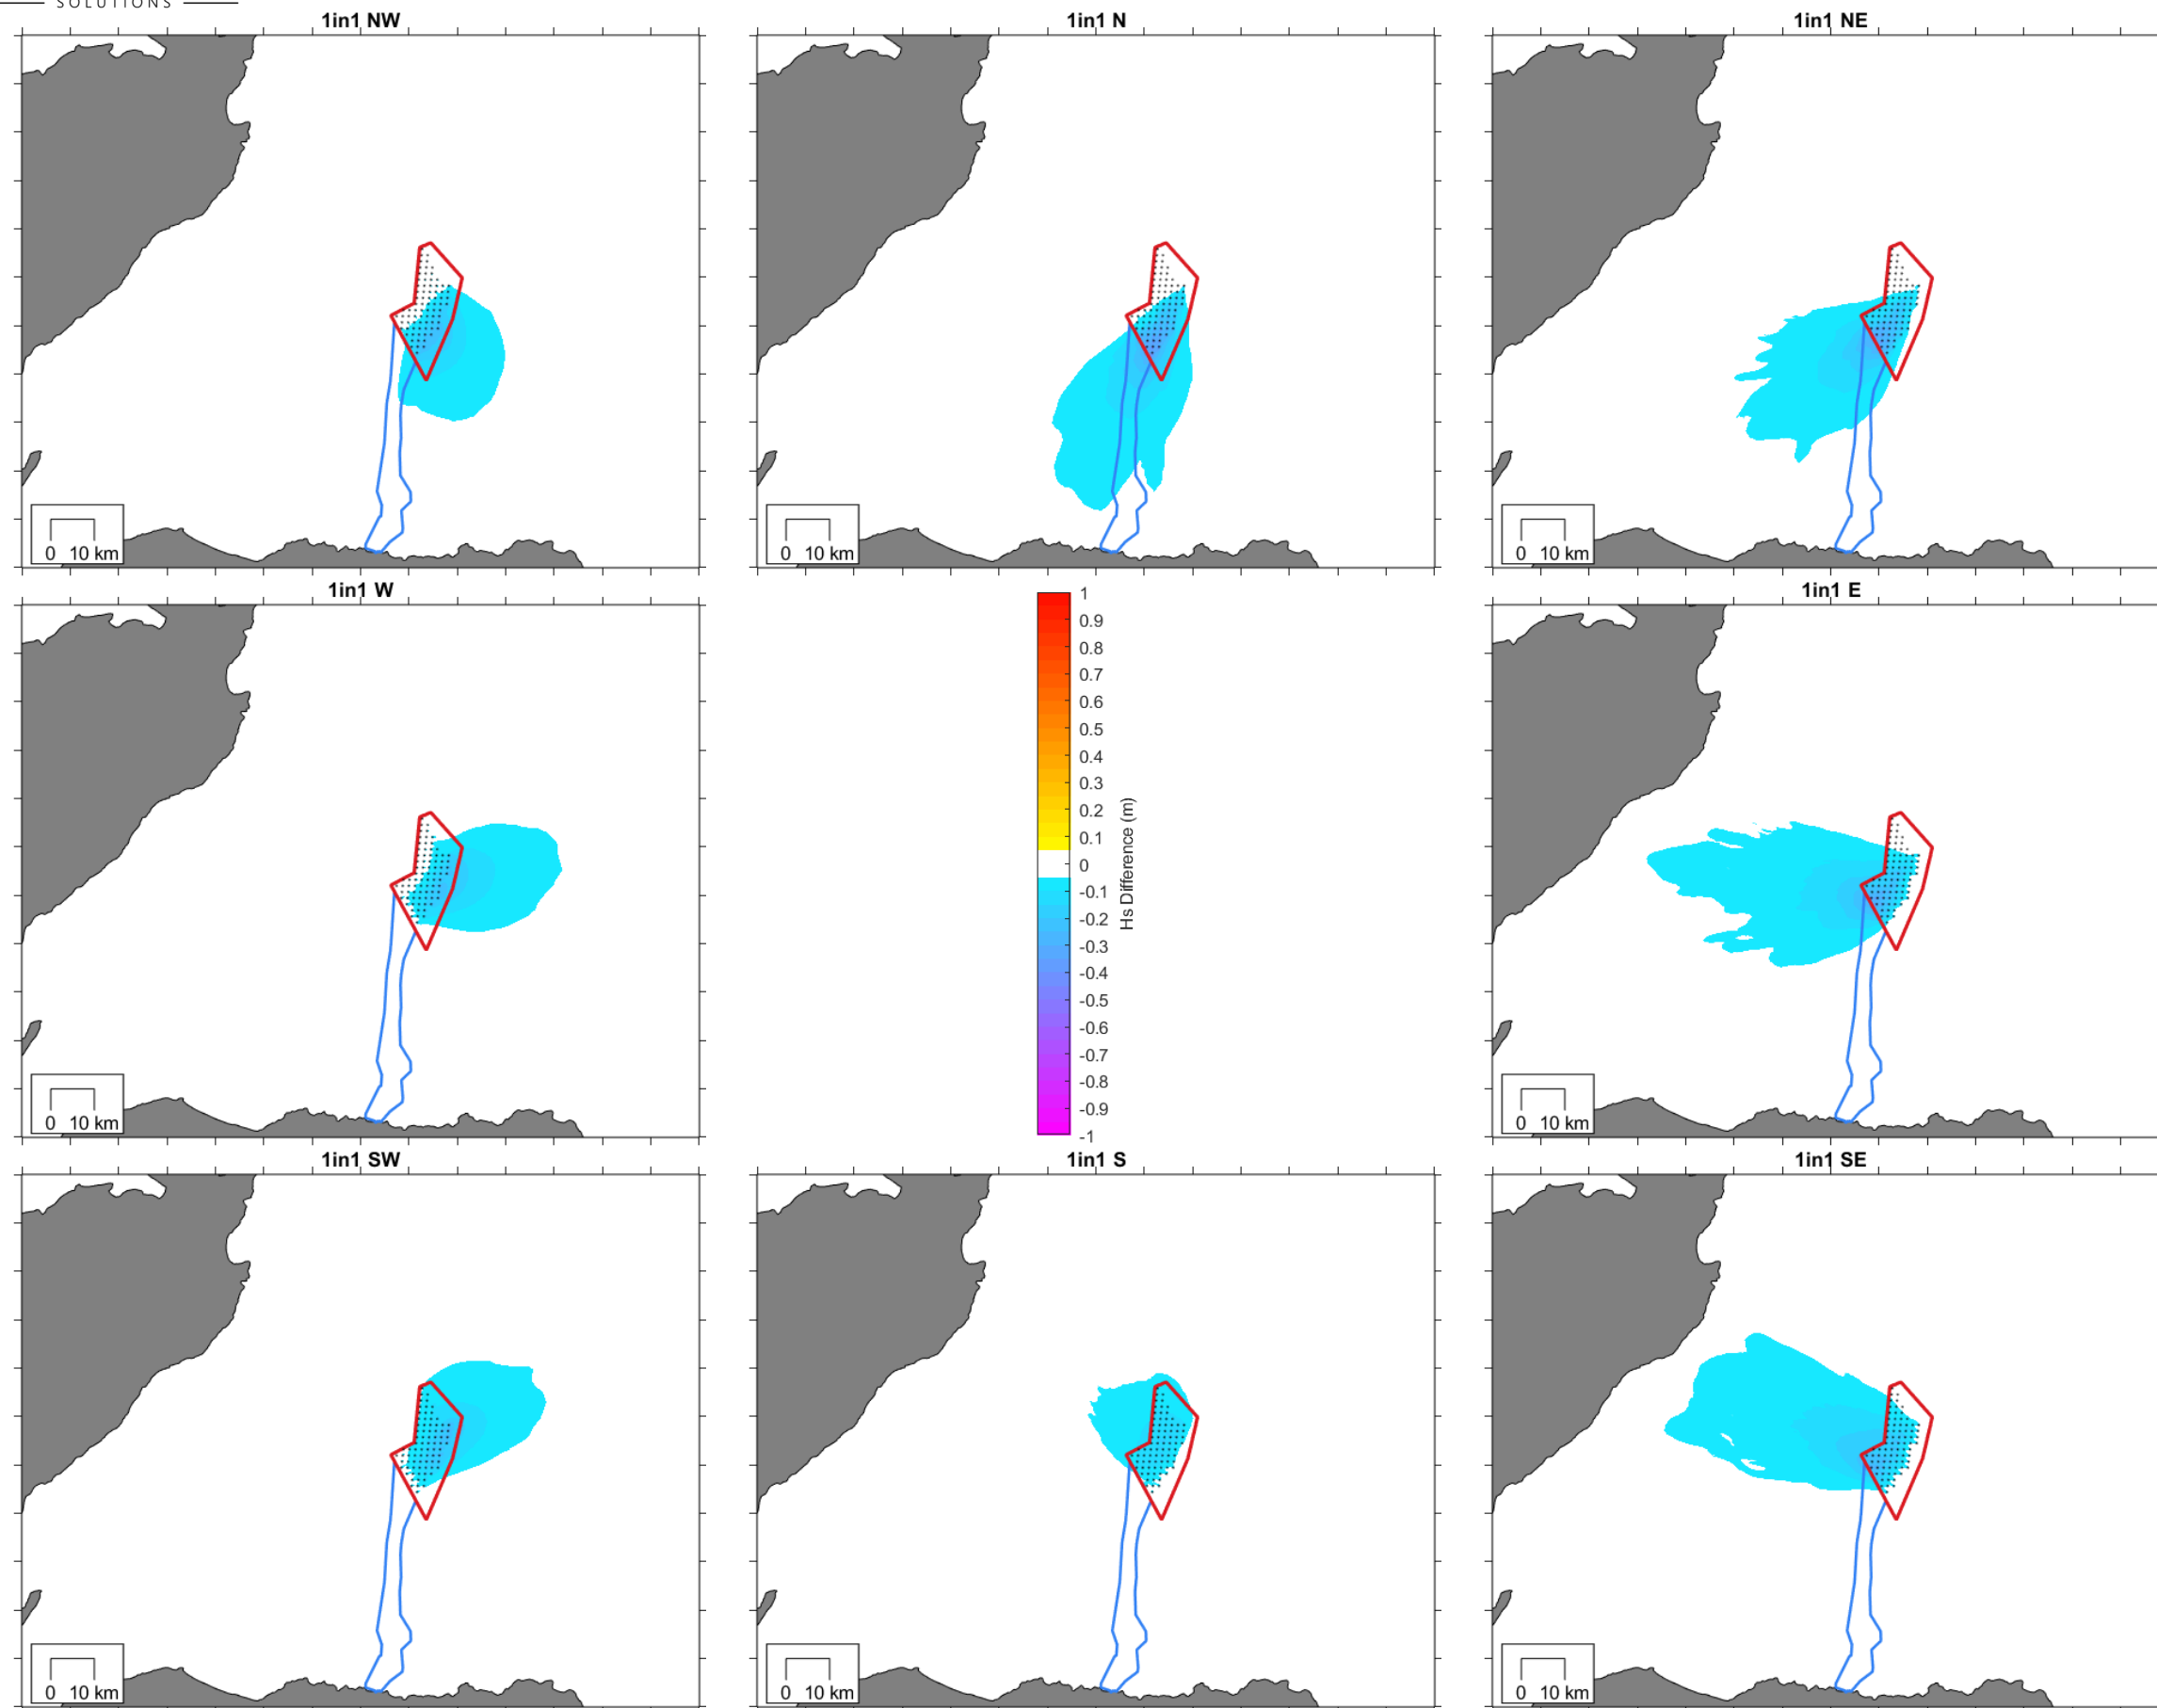 SOLUTIONS
1in1 NW
1in1 N
1in1 NE
0 10 km
0 10 km
0 10 km
1in1 W
1in1 E
1
0.9
0.8
0.7
0.6
0.5
0.4
0.3
0.2
0.1
0
-0.1
-0.2
-0.3
-0.4
-0.5
-0.6
-0.7
-0.8
-0.9
-1
Hs Difference (m)
0 10 km
0 10 km
1in1 SW
1in1 S
1in1 SE
0 10 km
0 10 km
0 10 km